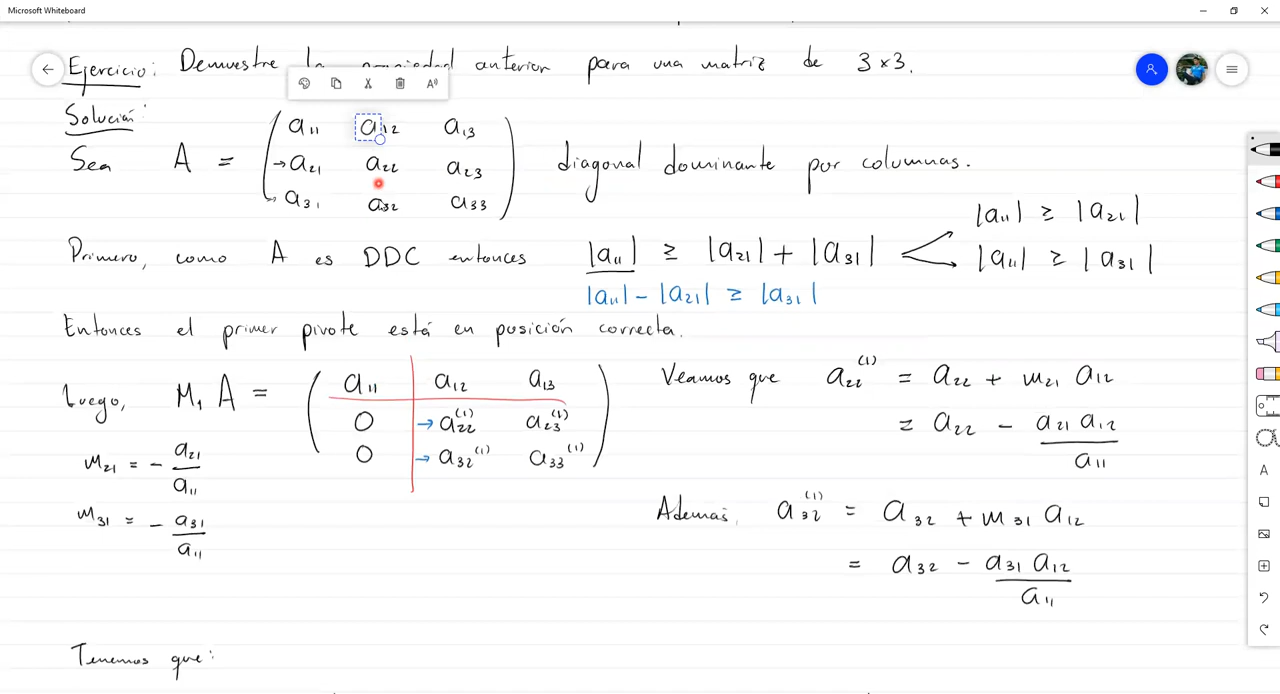 Microsoft Whiteboard
Ejercicio: Demuestre la propiedad anterior para una matriz de 3×3.
Solución:
Sea A = ( a11 a12 a13
→a21 a22 a23
→a31 a32 a33 ) diagonal dominante por columnas.
|a11| ≥ |a21|
Primero, como A es DDC entonces |a11| ≥ |a21| + |a31|
|a11| ≥ |a31|
|a11| - |a21| ≥ |a31|
Entonces el primer pivote está en posición correcta.
Luego, M1 A = ( a11 a12 a13
0 → a22^(1) a23^(1)
0 → a32^(1) a33^(1) )
m21 = - a21/a11
m31 = - a31/a11
Veamos que a22^(1) = a22 + m21 a12
= a22 - a21 a12/a11
Además, a32^(1) = a32 + m31 a12
= a32 - a31 a12/a11
Tenemos que: